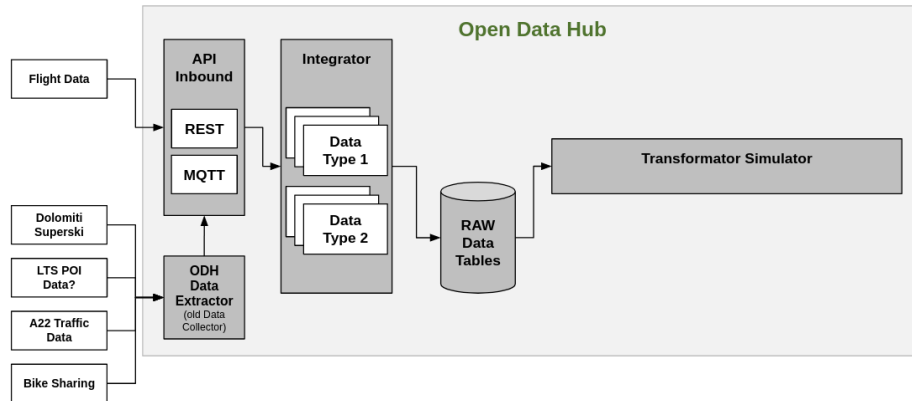 Open Data Hub
API
Inbound
REST
MQTT
Integrator
Data
Type 1
Data
Type 2
Transformator Simulator
RAW
Data
Tables
ODH
Data
Extractor
(old Data
Collector)
Flight Data
Dolomiti
Superski
LTS POI
Data?
A22 Traffic
Data
Bike Sharing